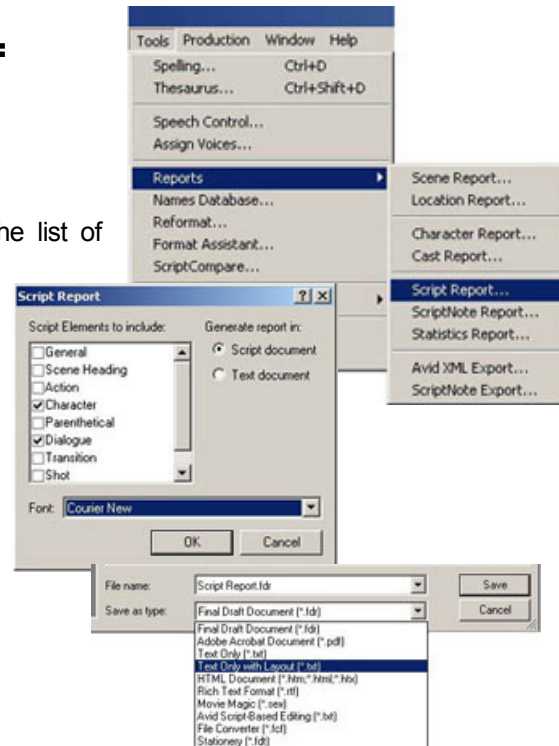 :
he list of
Tools Production Window Help
Spelling... Ctrl+D
Thesaurus... Ctrl+Shift+D
Speech Control...
Assign Voices...
Reports
Names Database...
Reformat...
Format Assistant...
ScriptCompare...
Scene Report...
Location Report...
Character Report...
Cast Report...
Script Report...
ScriptNote Report...
Statistics Report...
Avid XML Export...
ScriptNote Export...
Script Report
Script Elements to include:
General
Scene Heading
Action
Character
Parenthetical
Dialogue
Transition
Shot
Generate report in:
Script document
Text document
Font: Courier New
OK Cancel
File name: Script Report.fdr Save
Save as type: Final Draft Document (*.fdr) Cancel
Final Draft Document (*.fdr)
Adobe Acrobat Document (*.pdf)
Text Only (*.txt)
Text Only with Layout (*.txt)
HTML Document (*.htm;*.html;*.htx)
Rich Text Format (*.rtf)
Movie Magic (*.sex)
Avid Script-Based Editing (*.txt)
File Converter (*.fcf)
Stationery (*.fdt)